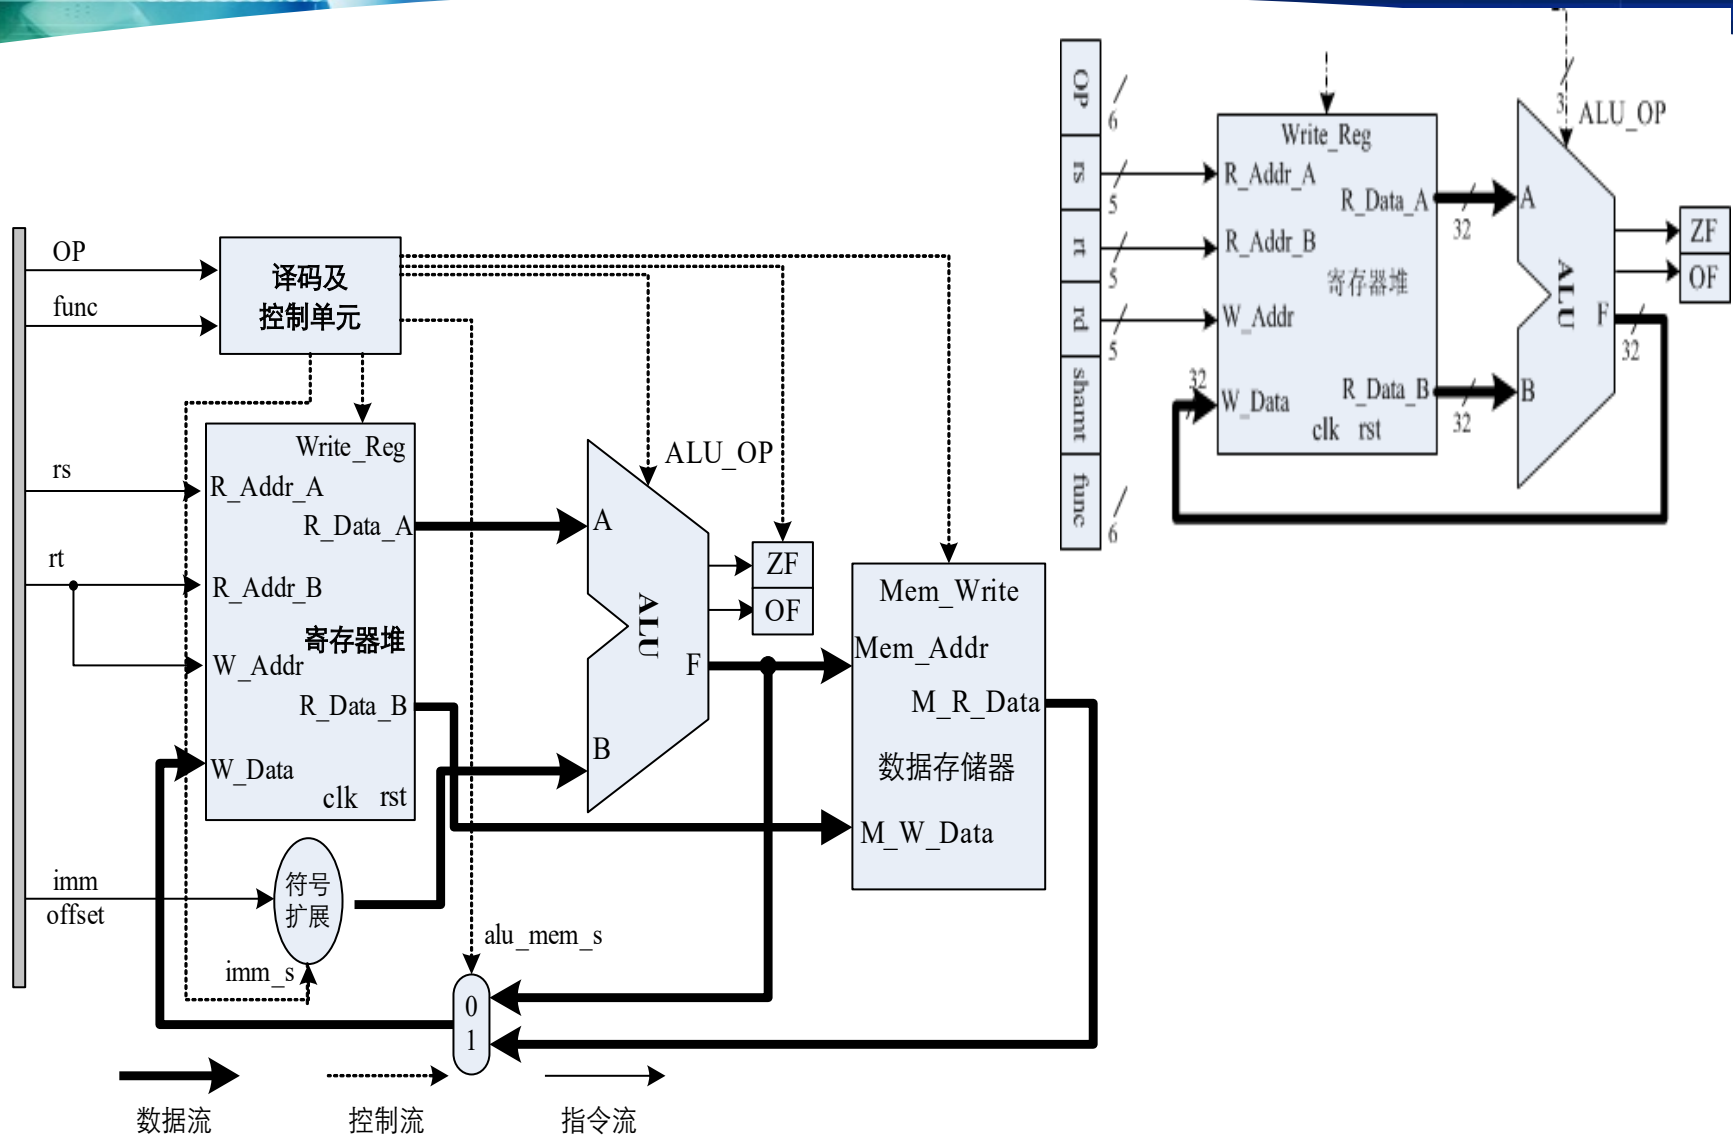 OP
func
译码及
控制单元
rs
rt
imm
offset
Write_Reg
R_Addr_A
R_Data_A
R_Addr_B
寄存器堆
W_Addr
R_Data_B
W_Data
clk rst
符号
扩展
imm_s
ALU_OP
A
ALU
F
B
ZF
OF
Mem_Write
Mem_Addr
M_R_Data
数据存储器
M_W_Data
alu_mem_s
0
1
数据流
控制流
指令流
OP
6
rs
5
rt
5
rd
5
shamt
func
6
Write_Reg
R_Addr_A
R_Data_A
32
R_Addr_B
寄存器堆
W_Addr
32
W_Data
R_Data_B
32
clk rst
3
ALU_OP
A
ALU
F
32
B
ZF
OF